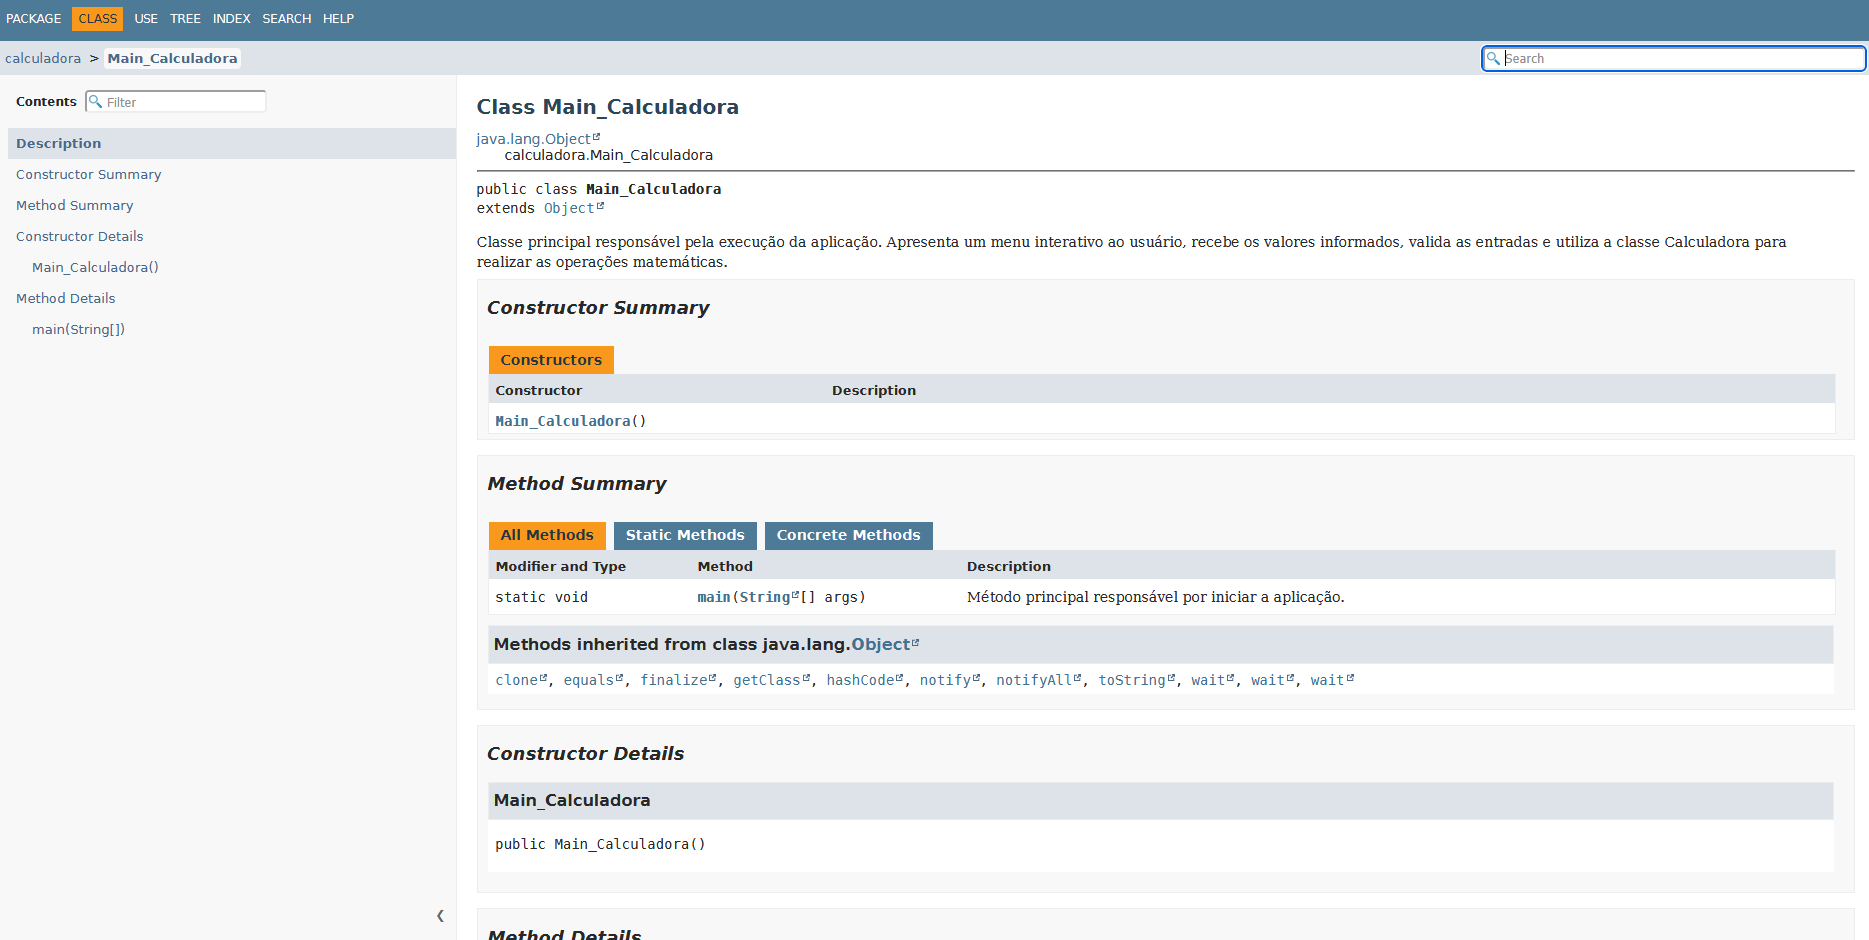 PACKAGE CLASS USE TREE INDEX SEARCH HELP
calculadora > Main_Calculadora
Search
Contents Filter
Description
Constructor Summary
Method Summary
Constructor Details
Main_Calculadora()
Method Details
main(String[])
Class Main_Calculadora
java.lang.Object
calculadora.Main_Calculadora
public class Main_Calculadora
extends Object
Classe principal responsável pela execução da aplicação. Apresenta um menu interativo ao usuário, recebe os valores informados, valida as entradas e utiliza a classe Calculadora para
realizar as operações matemáticas.
Constructor Summary
Constructors
Constructor Description
Main_Calculadora()
Method Summary
All Methods Static Methods Concrete Methods
Modifier and Type Method Description
static void main(String[] args) Método principal responsável por iniciar a aplicação.
Methods inherited from class java.lang.Object
clone, equals, finalize, getClass, hashCode, notify, notifyAll, toString, wait, wait, wait
Constructor Details
Main_Calculadora
public Main_Calculadora()
Method Details